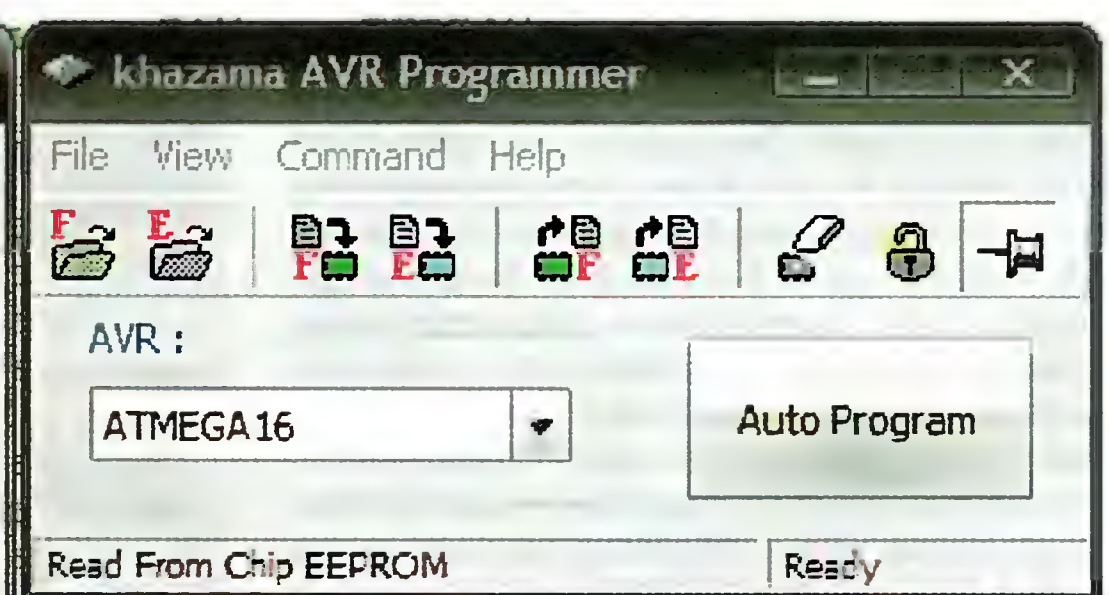 khazama AVR Programmer
File View Command Help
F E F E F E
AVR :
ATMEGA16
Auto Program
Read From Chip EEPROM Ready